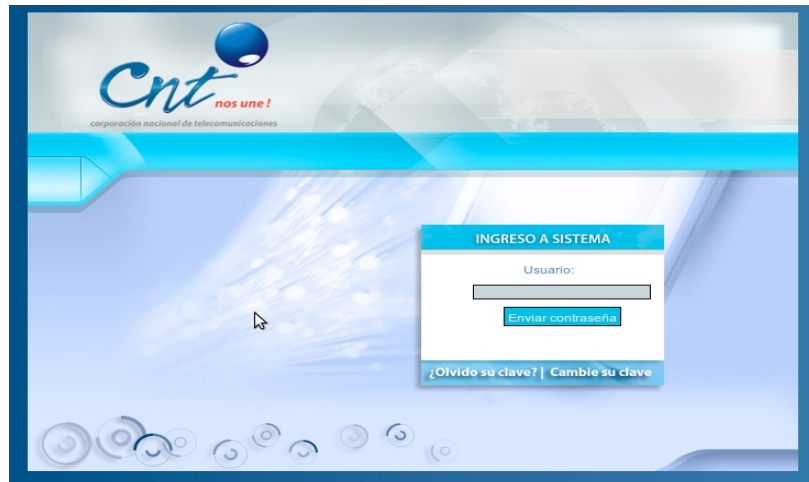 Cnt
nos une !
corporación nacional de telecomunicaciones
INGRESO A SISTEMA
Usuario:
Enviar contraseña
¿Olvido su clave? | Cambie su clave